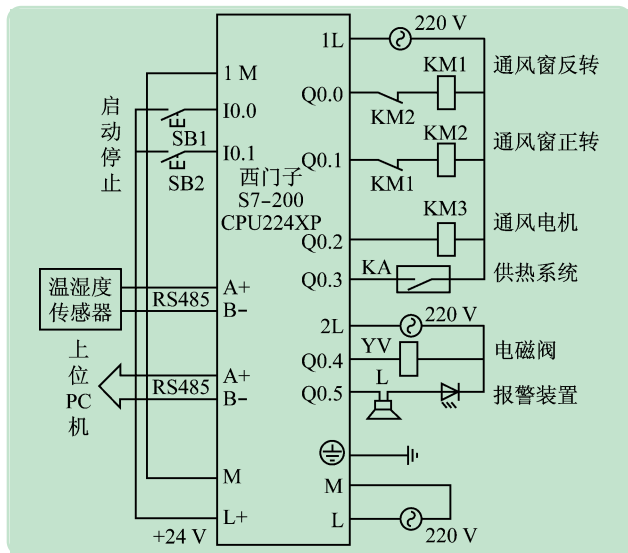 220 V
1L
KM1
通风窗反转
1 M
Q0.0
启动停止
I0.0
SB1
KM2
KM2
通风窗正转
I0.1
Q0.1
SB2
KM1
西门子
S7-200
CPU224XP
KM3
通风电机
Q0.2
KA
供热系统
Q0.3
温湿度
传感器
A+
RS485
B-
220 V
2L
YV
电磁阀
Q0.4
上位PC机
A+
RS485
B-
L
Q0.5
报警装置
M
M
L+
L
+24 V
220 V